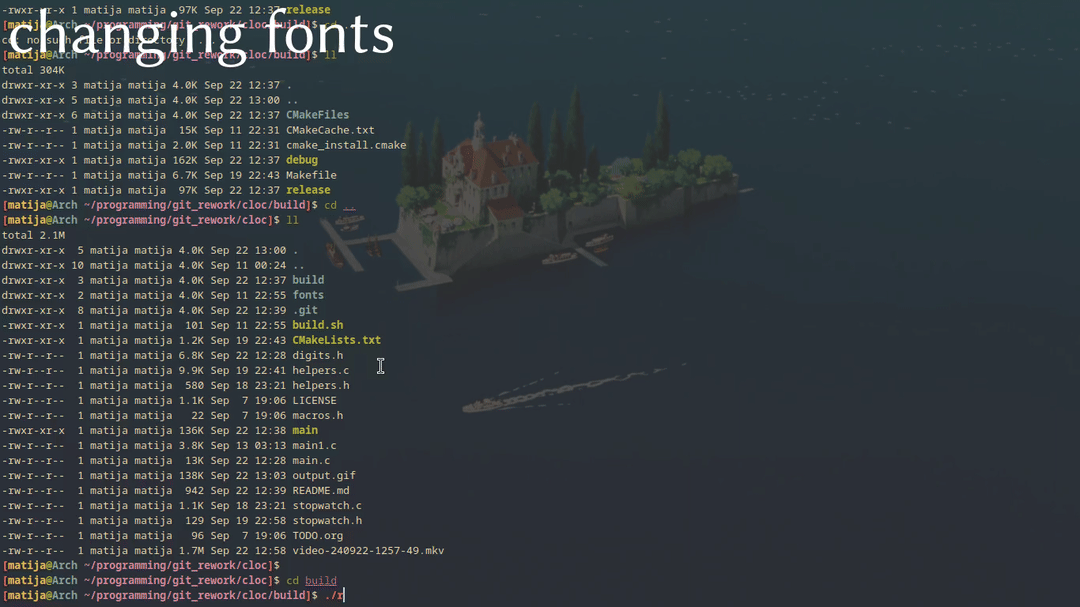 -rwxr-xr-x 1 matija matija  97K Sep 22 12:37 release
[matija@Arch ~/programming/git_rework/cloc/build]$ cd
changing fonts
cd: no such file or directory:
[matija@Arch ~/programming/git_rework/cloc/build]$ ll
total 304K
drwxr-xr-x 3 matija matija 4.0K Sep 22 12:37 .
drwxr-xr-x 5 matija matija 4.0K Sep 22 13:00 ..
drwxr-xr-x 6 matija matija 4.0K Sep 22 12:37 CMakeFiles
-rw-r--r-- 1 matija matija  15K Sep 11 22:31 CMakeCache.txt
-rw-r--r-- 1 matija matija 2.0K Sep 11 22:31 cmake_install.cmake
-rwxr-xr-x 1 matija matija 162K Sep 22 12:37 debug
-rw-r--r-- 1 matija matija 6.7K Sep 19 22:43 Makefile
-rwxr-xr-x 1 matija matija  97K Sep 22 12:37 release
[matija@Arch ~/programming/git_rework/cloc/build]$ cd ..
[matija@Arch ~/programming/git_rework/cloc]$ ll
total 2.1M
drwxr-xr-x  5 matija matija 4.0K Sep 22 13:00 .
drwxr-xr-x 10 matija matija 4.0K Sep 11 00:24 ..
drwxr-xr-x  3 matija matija 4.0K Sep 22 12:37 build
drwxr-xr-x  2 matija matija 4.0K Sep 11 22:55 fonts
drwxr-xr-x  8 matija matija 4.0K Sep 22 12:39 .git
-rwxr-xr-x  1 matija matija  101 Sep 11 22:55 build.sh
-rwxr-xr-x  1 matija matija 1.2K Sep 19 22:43 CMakeLists.txt
-rw-r--r--  1 matija matija 6.8K Sep 22 12:28 digits.h
-rw-r--r--  1 matija matija 9.9K Sep 19 22:41 helpers.c
-rw-r--r--  1 matija matija  580 Sep 18 23:21 helpers.h
-rw-r--r--  1 matija matija 1.1K Sep  7 19:06 LICENSE
-rw-r--r--  1 matija matija   22 Sep  7 19:06 macros.h
-rwxr-xr-x  1 matija matija 136K Sep 22 12:38 main
-rw-r--r--  1 matija matija 3.8K Sep 13 03:13 main1.c
-rw-r--r--  1 matija matija  13K Sep 22 12:28 main.c
-rw-r--r--  1 matija matija 138K Sep 22 13:03 output.gif
-rw-r--r--  1 matija matija  942 Sep 22 12:39 README.md
-rw-r--r--  1 matija matija 1.1K Sep 18 23:21 stopwatch.c
-rw-r--r--  1 matija matija  129 Sep 19 22:58 stopwatch.h
-rw-r--r--  1 matija matija   96 Sep  7 19:06 TODO.org
-rw-r--r--  1 matija matija 1.7M Sep 22 12:58 video-240922-1257-49.mkv
[matija@Arch ~/programming/git_rework/cloc]$
[matija@Arch ~/programming/git_rework/cloc]$ cd build
[matija@Arch ~/programming/git_rework/cloc/build]$ ./r